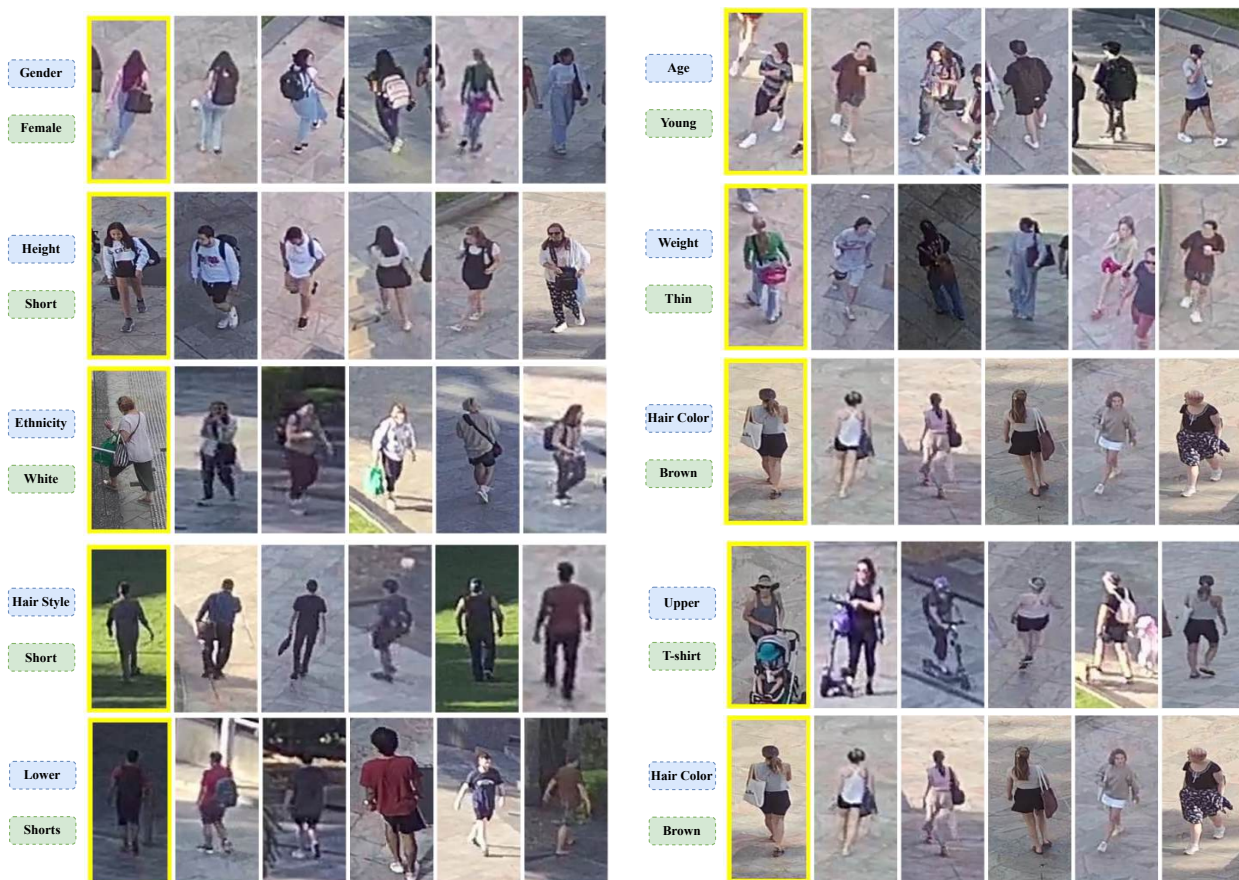 Gender
Female
Height
Short
Ethnicity
White
Hair Style
Short
Lower
Shorts
Age
Young
Weight
Thin
Hair Color
Brown
Upper
T-shirt
Hair Color
Brown